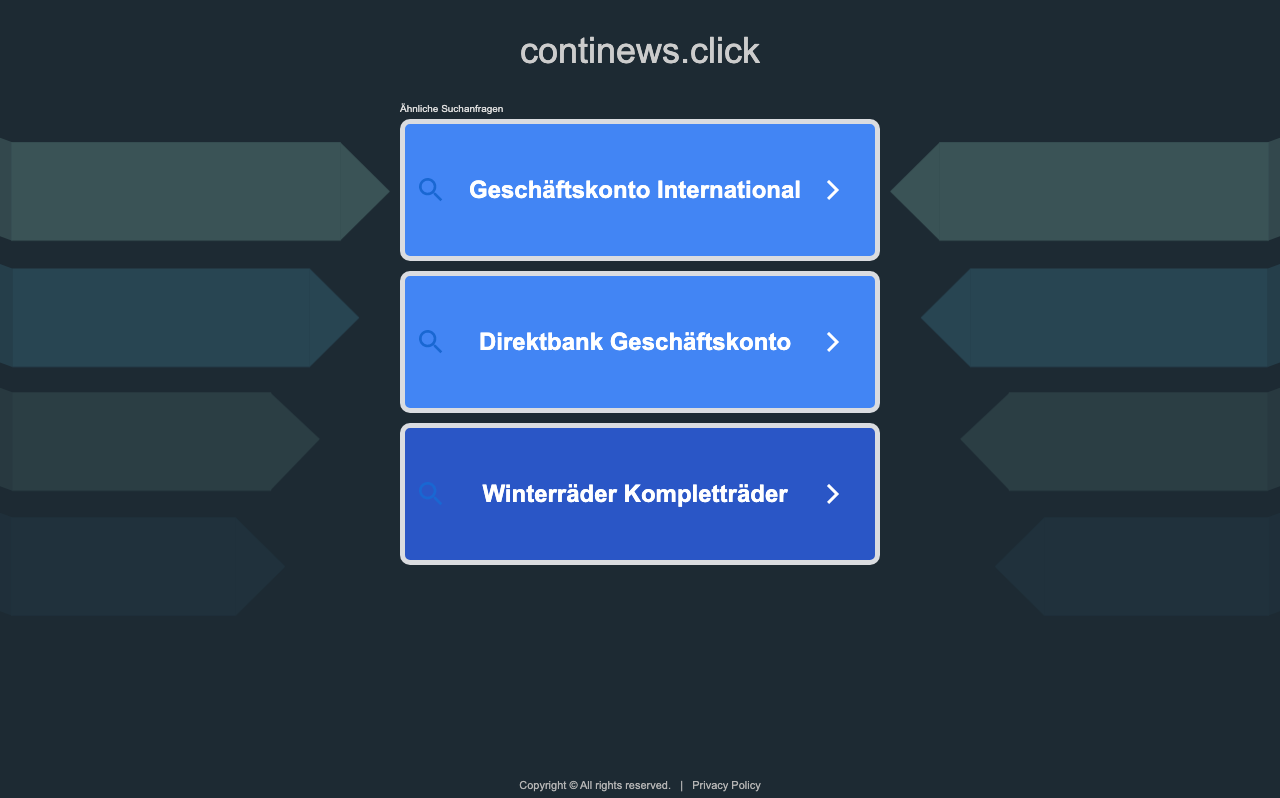 continews.click
Ähnliche Suchanfragen
Geschäftskonto International
Direktbank Geschäftskonto
Winterräder Kompletträder
Copyright © All rights reserved. | Privacy Policy